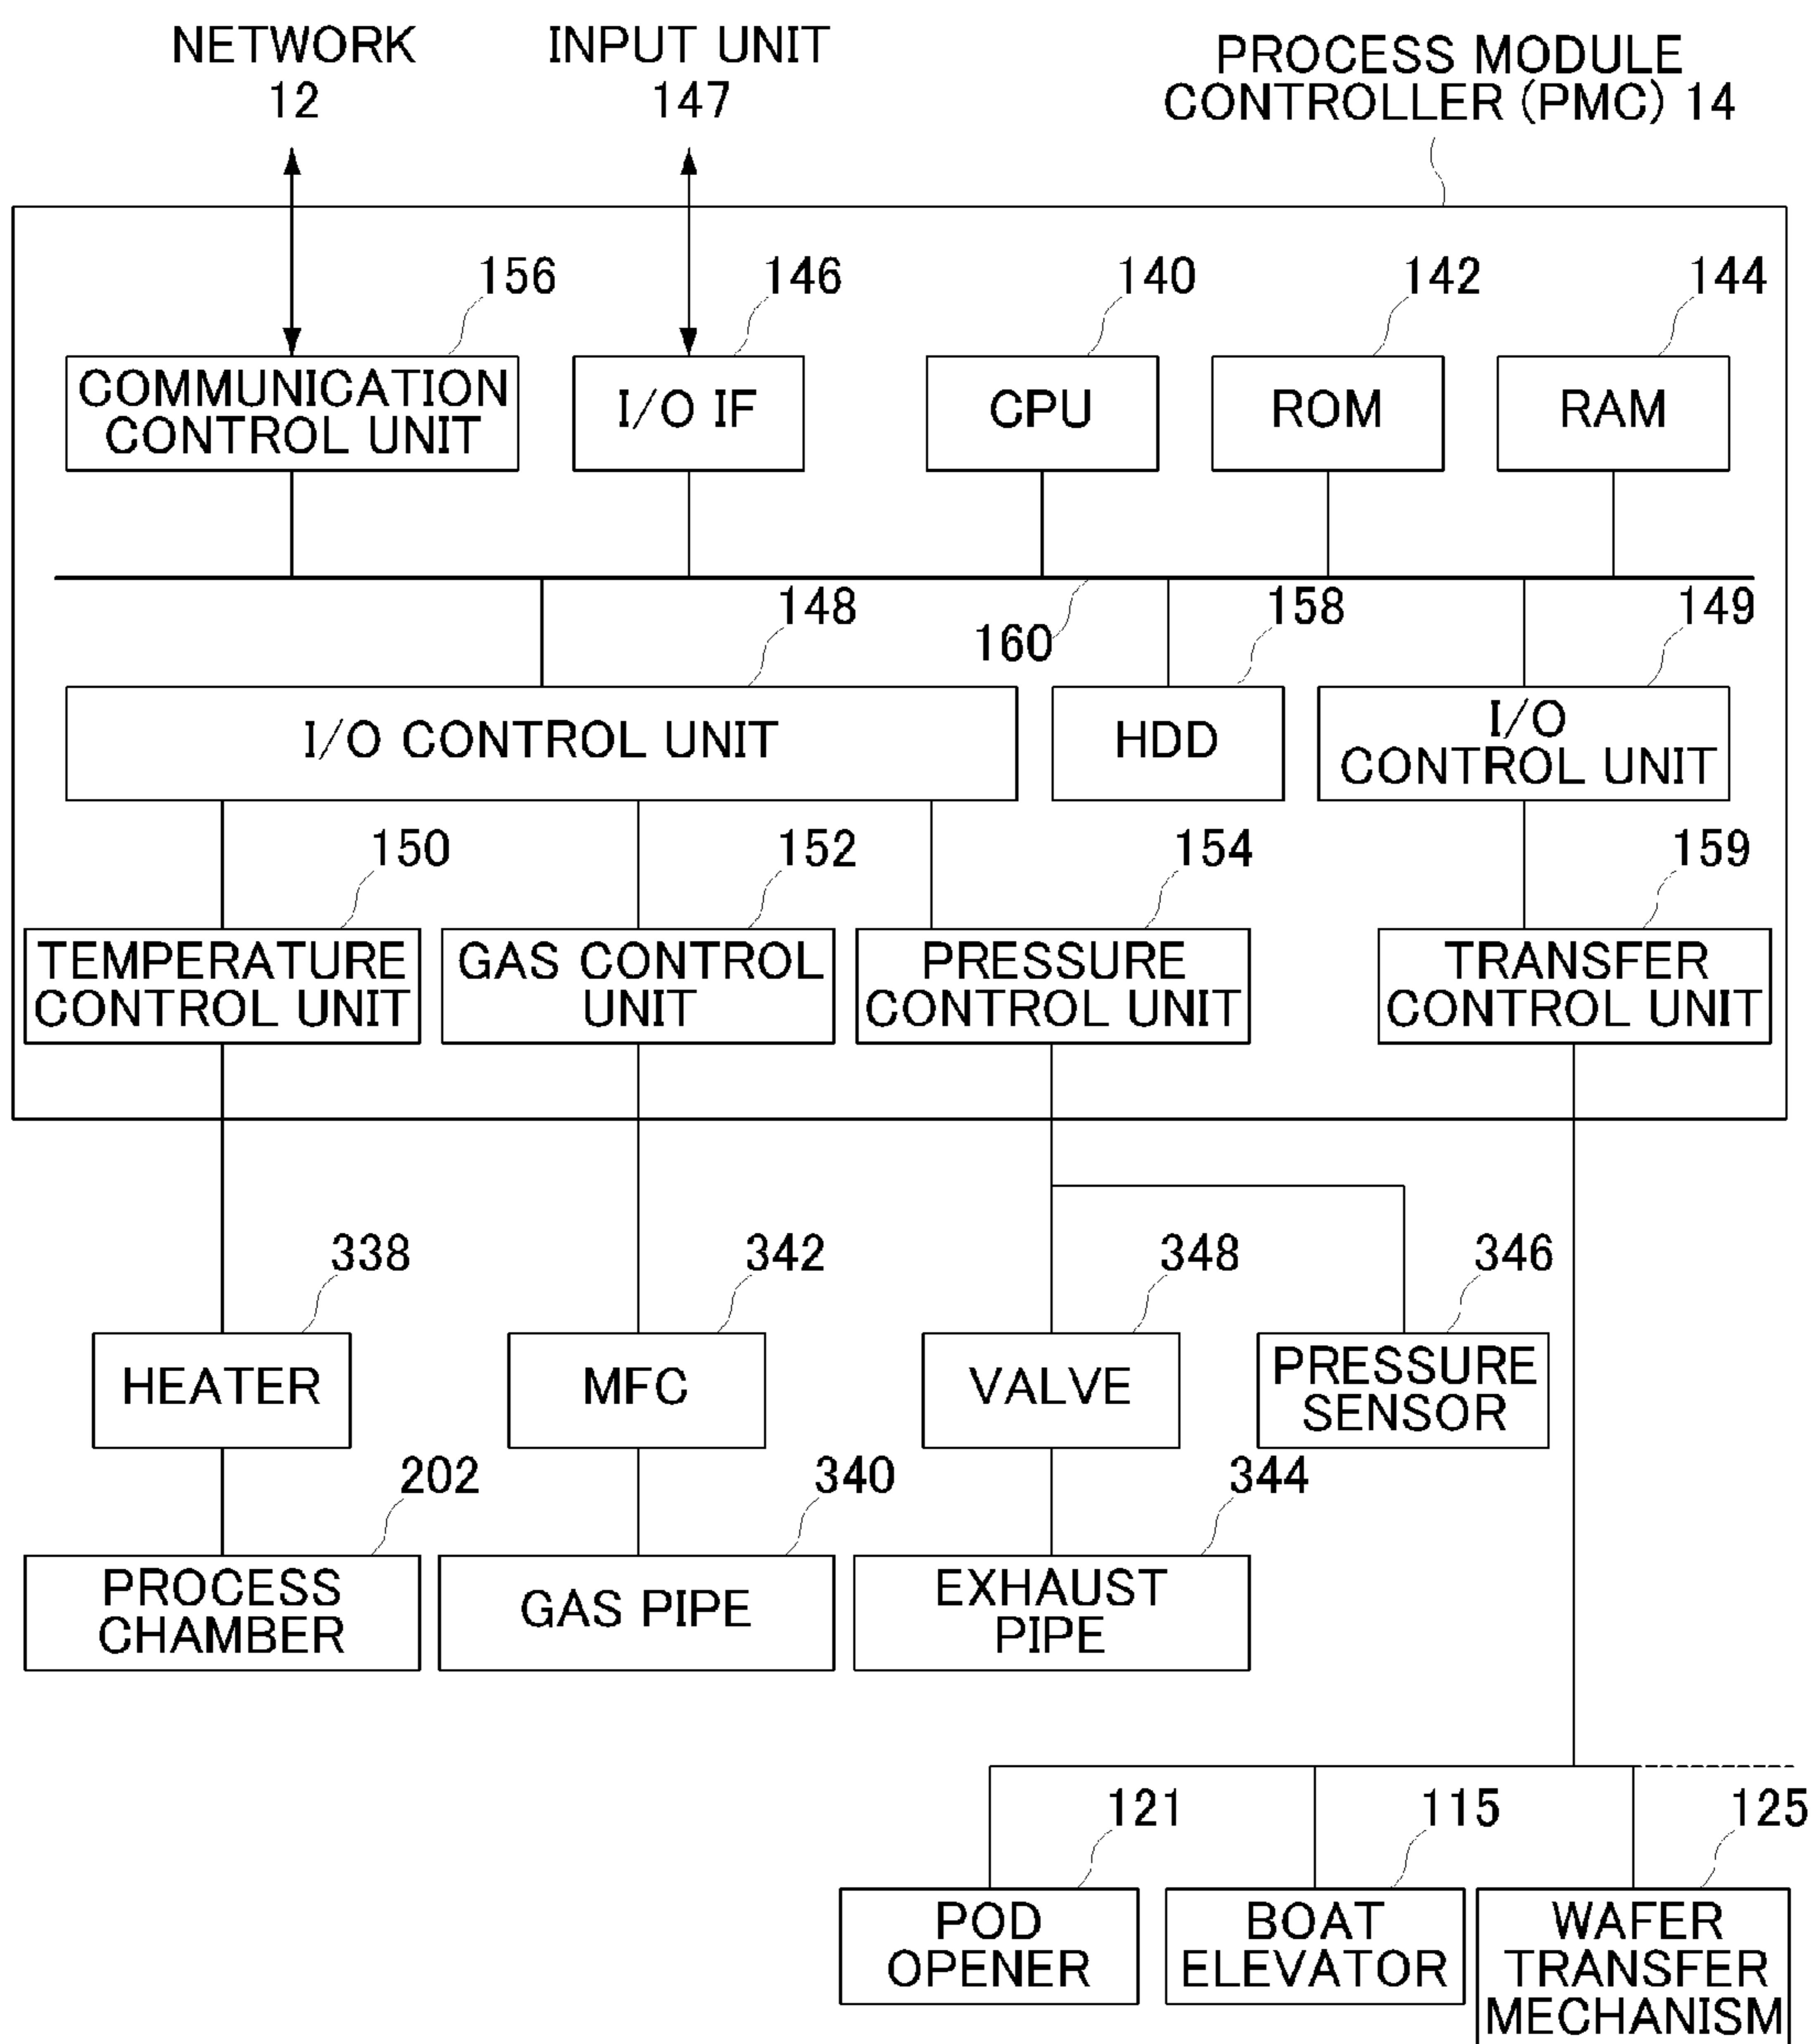 NETWORK
12
INPUT UNIT
147
PROCESS MODULE
CONTROLLER (PMC) 14
156
146
140
142
144
COMMUNICATION
CONTROL UNIT
I/O IF
CPU
ROM
RAM
148
160
158
149
I/O CONTROL UNIT
HDD
I/O
CONTROL UNIT
150
152
154
159
TEMPERATURE
CONTROL UNIT
GAS CONTROL
UNIT
PRESSURE
CONTROL UNIT
TRANSFER
CONTROL UNIT
338
342
348
346
HEATER
MFC
VALVE
PRESSURE
SENSOR
202
340
344
PROCESS
CHAMBER
GAS PIPE
EXHAUST
PIPE
121
115
125
POD
OPENER
BOAT
ELEVATOR
WAFER
TRANSFER
MECHANISM